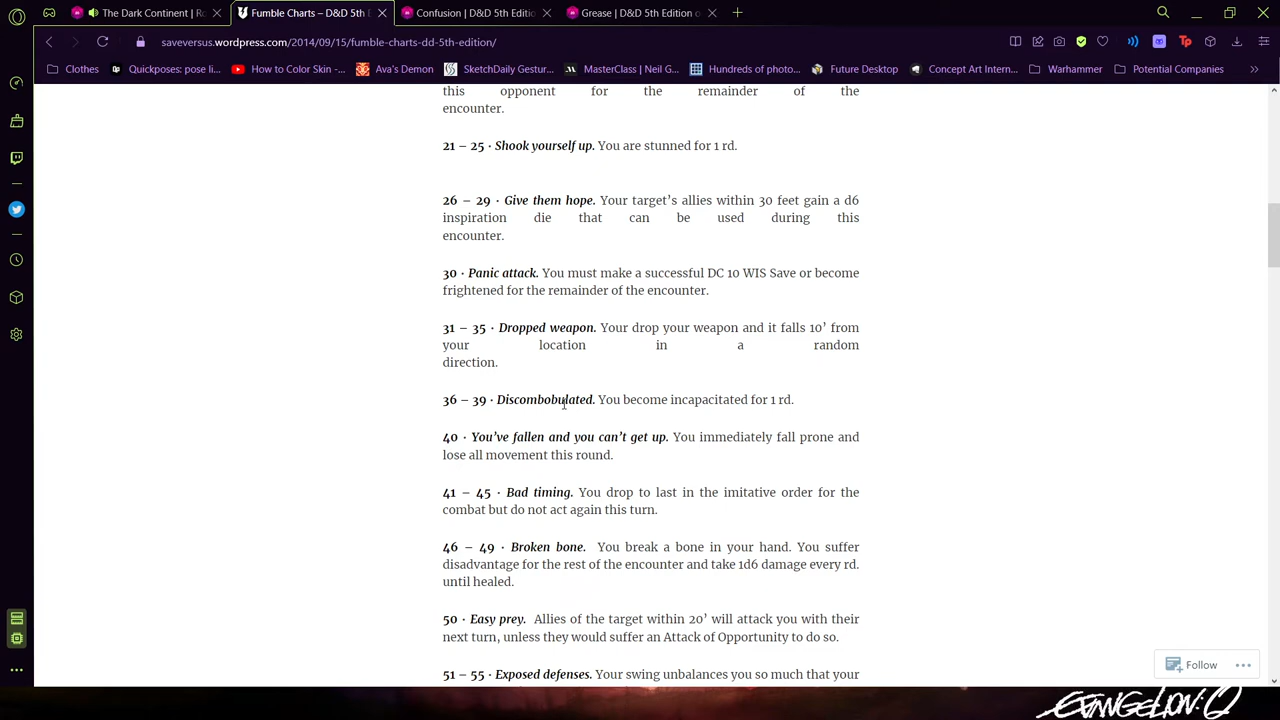 The Dark Continent | Ro
Fumble Charts – D&D 5th E
Confusion | D&D 5th Editio
Grease | D&D 5th Edition o
saveversus.wordpress.com/2014/09/15/fumble-charts-dd-5th-edition/
Clothes
Quickposes: pose li...
How to Color Skin -...
Ava's Demon
SketchDaily Gestur...
MasterClass | Neil G...
Hundreds of photo...
Future Desktop
Concept Art Intern...
Warhammer
Potential Companies
this opponent for the remainder of the
encounter.
21 – 25 · Shook yourself up. You are stunned for 1 rd.
26 – 29 · Give them hope. Your target's allies within 30 feet gain a d6
inspiration die that can be used during this
encounter.
30 · Panic attack. You must make a successful DC 10 WIS Save or become
frightened for the remainder of the encounter.
31 – 35 · Dropped weapon. Your drop your weapon and it falls 10' from
your location in a random
direction.
36 – 39 · Discombobulated. You become incapacitated for 1 rd.
40 · You've fallen and you can't get up. You immediately fall prone and
lose all movement this round.
41 – 45 · Bad timing. You drop to last in the imitative order for the
combat but do not act again this turn.
46 – 49 · Broken bone. You break a bone in your hand. You suffer
disadvantage for the rest of the encounter and take 1d6 damage every rd.
until healed.
50 · Easy prey. Allies of the target within 20' will attack you with their
next turn, unless they would suffer an Attack of Opportunity to do so.
51 – 55 · Exposed defenses. Your swing unbalances you so much that your
Follow